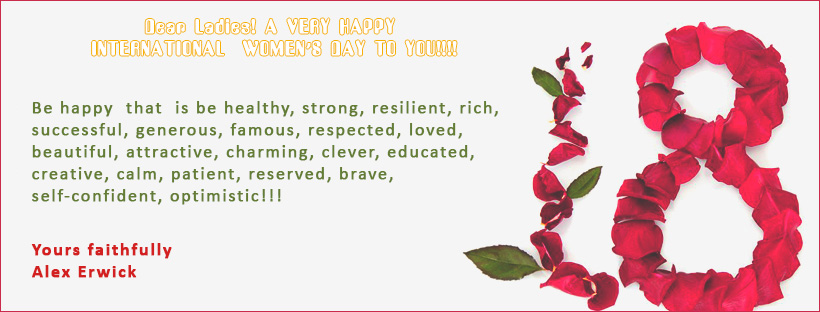 Dear Ladies! A VERY HAPPY
INTERNATIONAL WOMEN'S DAY TO YOU!!!!
Be happy that is be healthy, strong, resilient, rich,
successful, generous, famous, respected, loved,
beautiful, attractive, charming, clever, educated,
creative, calm, patient, reserved, brave,
self-confident, optimistic!!!
Yours faithfully
Alex Erwick
8